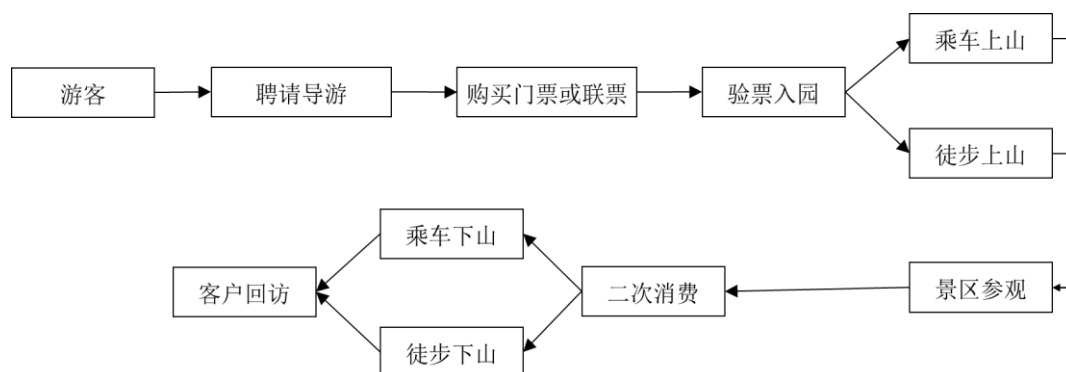 游客
聘请导游
购买门票或联票
验票入园
乘车上山
徒步上山
景区参观
二次消费
乘车下山
徒步下山
客户回访